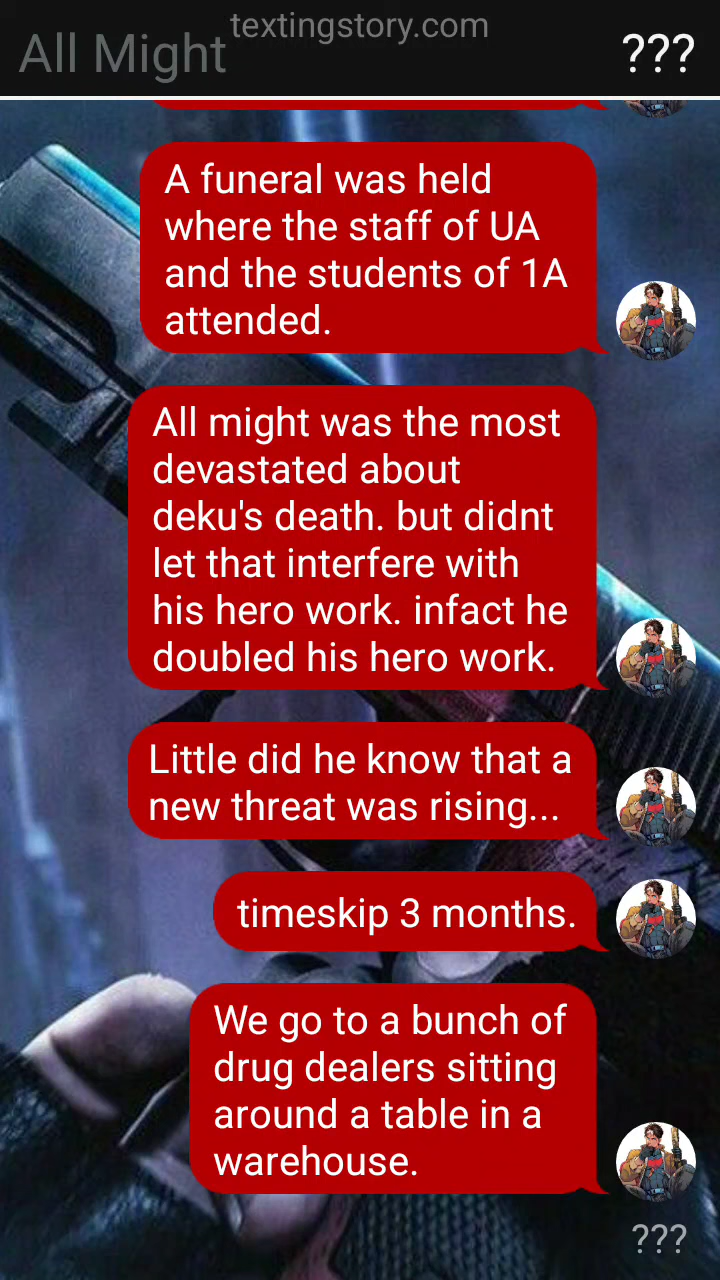 textingstory.com
All Might
???
A funeral was held
where the staff of UA
and the students of 1A
attended.
All might was the most
devastated about
deku's death. but didnt
let that interfere with
his hero work. infact he
doubled his hero work.
Little did he know that a
new threat was rising...
timeskip 3 months.
We go to a bunch of
drug dealers sitting
around a table in a
warehouse.
???